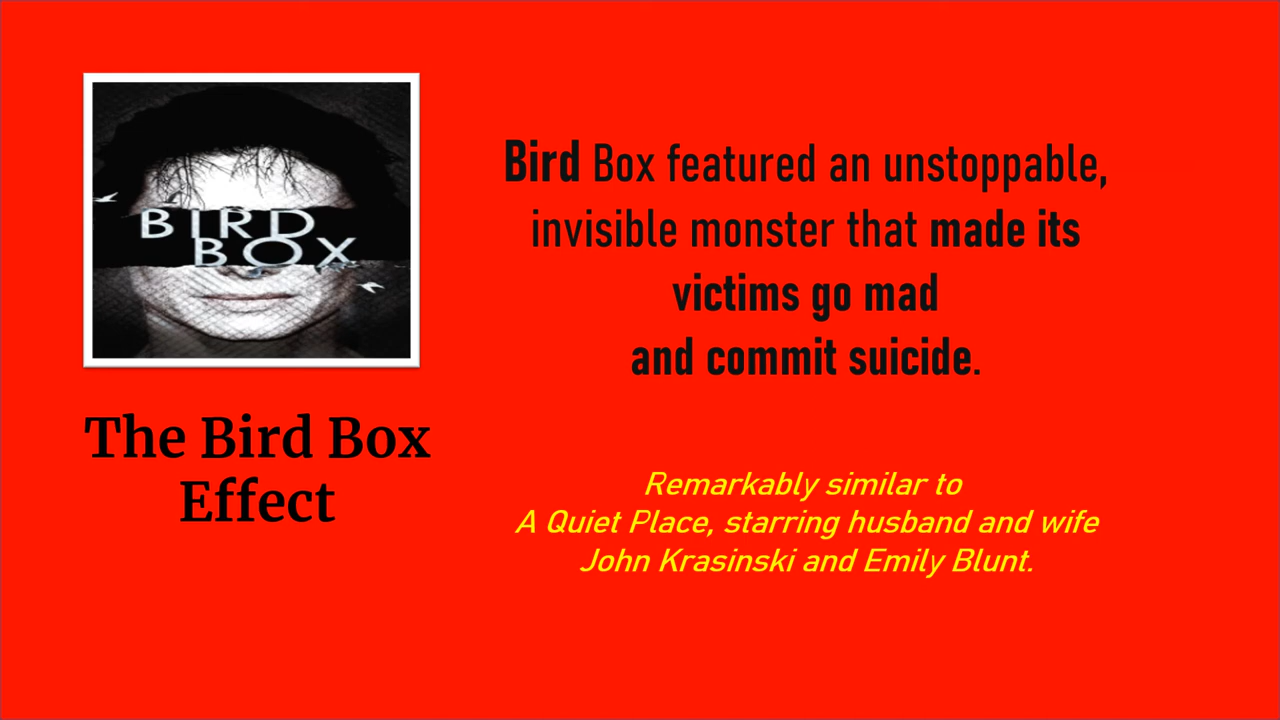 BIRD
BOX
The Bird Box
Effect
Bird Box featured an unstoppable,
invisible monster that made its
victims go mad
and commit suicide.
Remarkably similar to
A Quiet Place, starring husband and wife
John Krasinski and Emily Blunt.